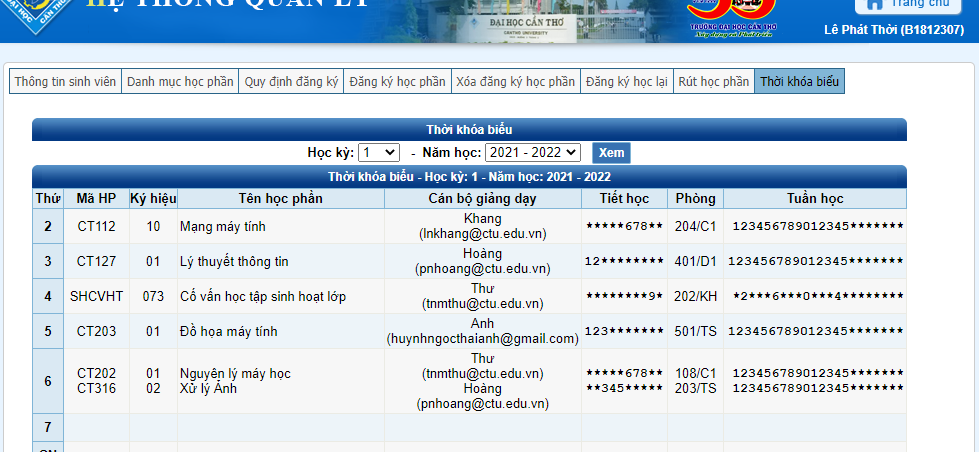 HỆ THỐNG QUẢN LÝ
ĐẠI HỌC CẦN THƠ
CANTHO UNIVERSITY
TRƯỜNG ĐẠI HỌC CẦN THƠ
Xây dựng và Phát triển
Trang chủ
Lê Phát Thời (B1812307)
Thông tin sinh viên Danh mục học phần Quy định đăng ký Đăng ký học phần Xóa đăng ký học phần Đăng ký học lại Rút học phần Thời khóa biểu
Thời khóa biểu
Học kỳ: 1 - Năm học: 2021 - 2022 Xem
Thời khóa biểu - Học kỳ: 1 - Năm học: 2021 - 2022
Thứ Mã HP Ký hiệu Tên học phần Cán bộ giảng dạy Tiết học Phòng Tuần học
2 CT112 10 Mạng máy tính Khang (lnkhang@ctu.edu.vn) *****678** 204/C1 123456789012345*******
3 CT127 01 Lý thuyết thông tin Hoàng (pnhoang@ctu.edu.vn) 12******** 401/D1 123456789012345*******
4 SHCVHT 073 Cố vấn học tập sinh hoạt lớp Thư (tnmthu@ctu.edu.vn) ********9* 202/KH *2***6***0***4*******
5 CT203 01 Đồ họa máy tính Anh (huynhngocthaianh@gmail.com) 123******* 501/TS 123456789012345*******
6 CT202 01 Nguyên lý máy học Thư (tnmthu@ctu.edu.vn) *****678** 108/C1 123456789012345*******
CT316 02 Xử lý Ảnh Hoàng (pnhoang@ctu.edu.vn) **345***** 203/TS 123456789012345*******
7